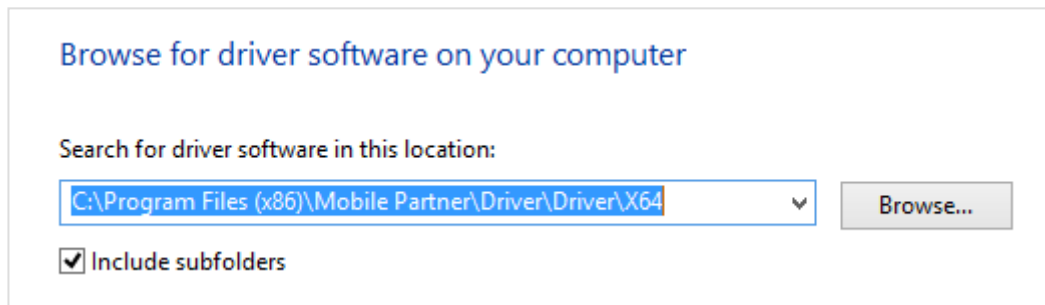 Browse for driver software on your computer
Search for driver software in this location:
C:\Program Files (x86)\Mobile Partner\Driver\Driver\X64
Browse...
Include subfolders